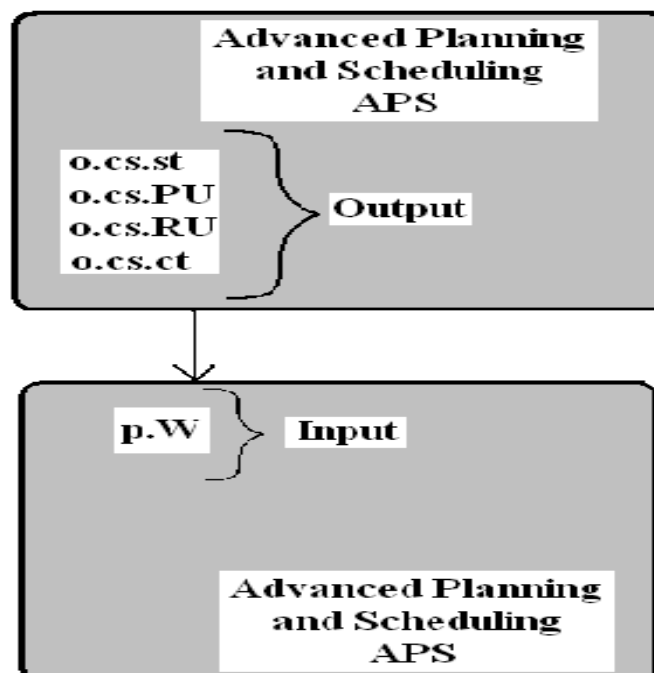 Advanced Planning
and Scheduling
APS
o.cs.st
o.cs.PU
o.cs.RU
o.cs.ct
Output
p.W
Input
Advanced Planning
and Scheduling
APS